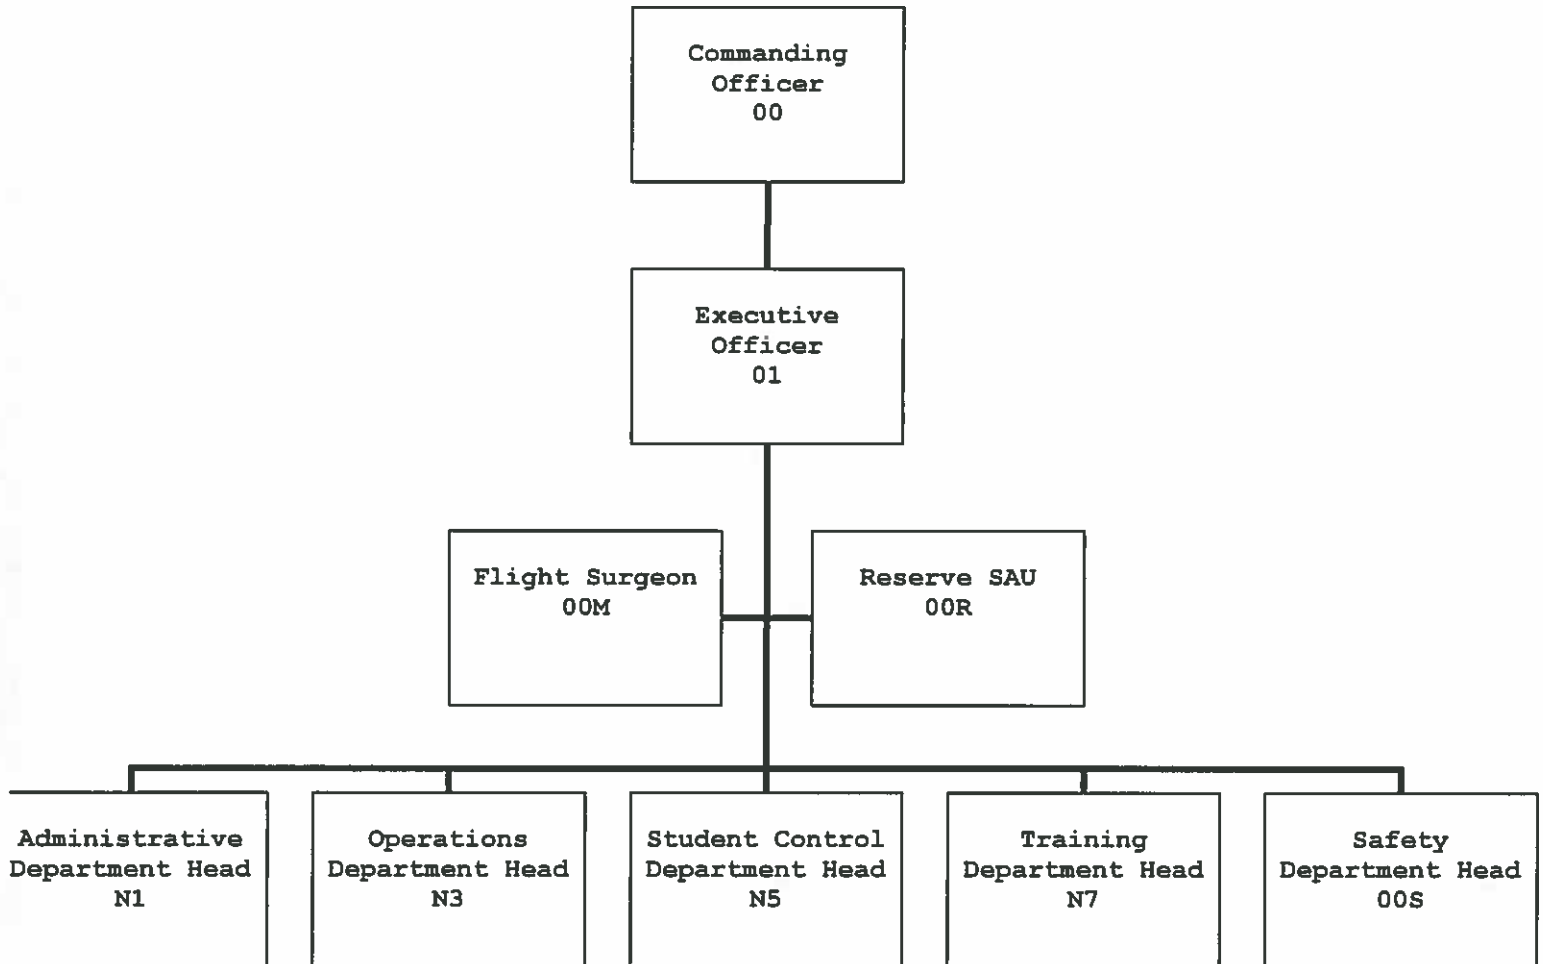 Commanding
Officer
00
Executive
Officer
01
Flight Surgeon
00M
Reserve SAU
00R
Administrative
Department Head
N1
Operations
Department Head
N3
Student Control
Department Head
N5
Training
Department Head
N7
Safety
Department Head
00S